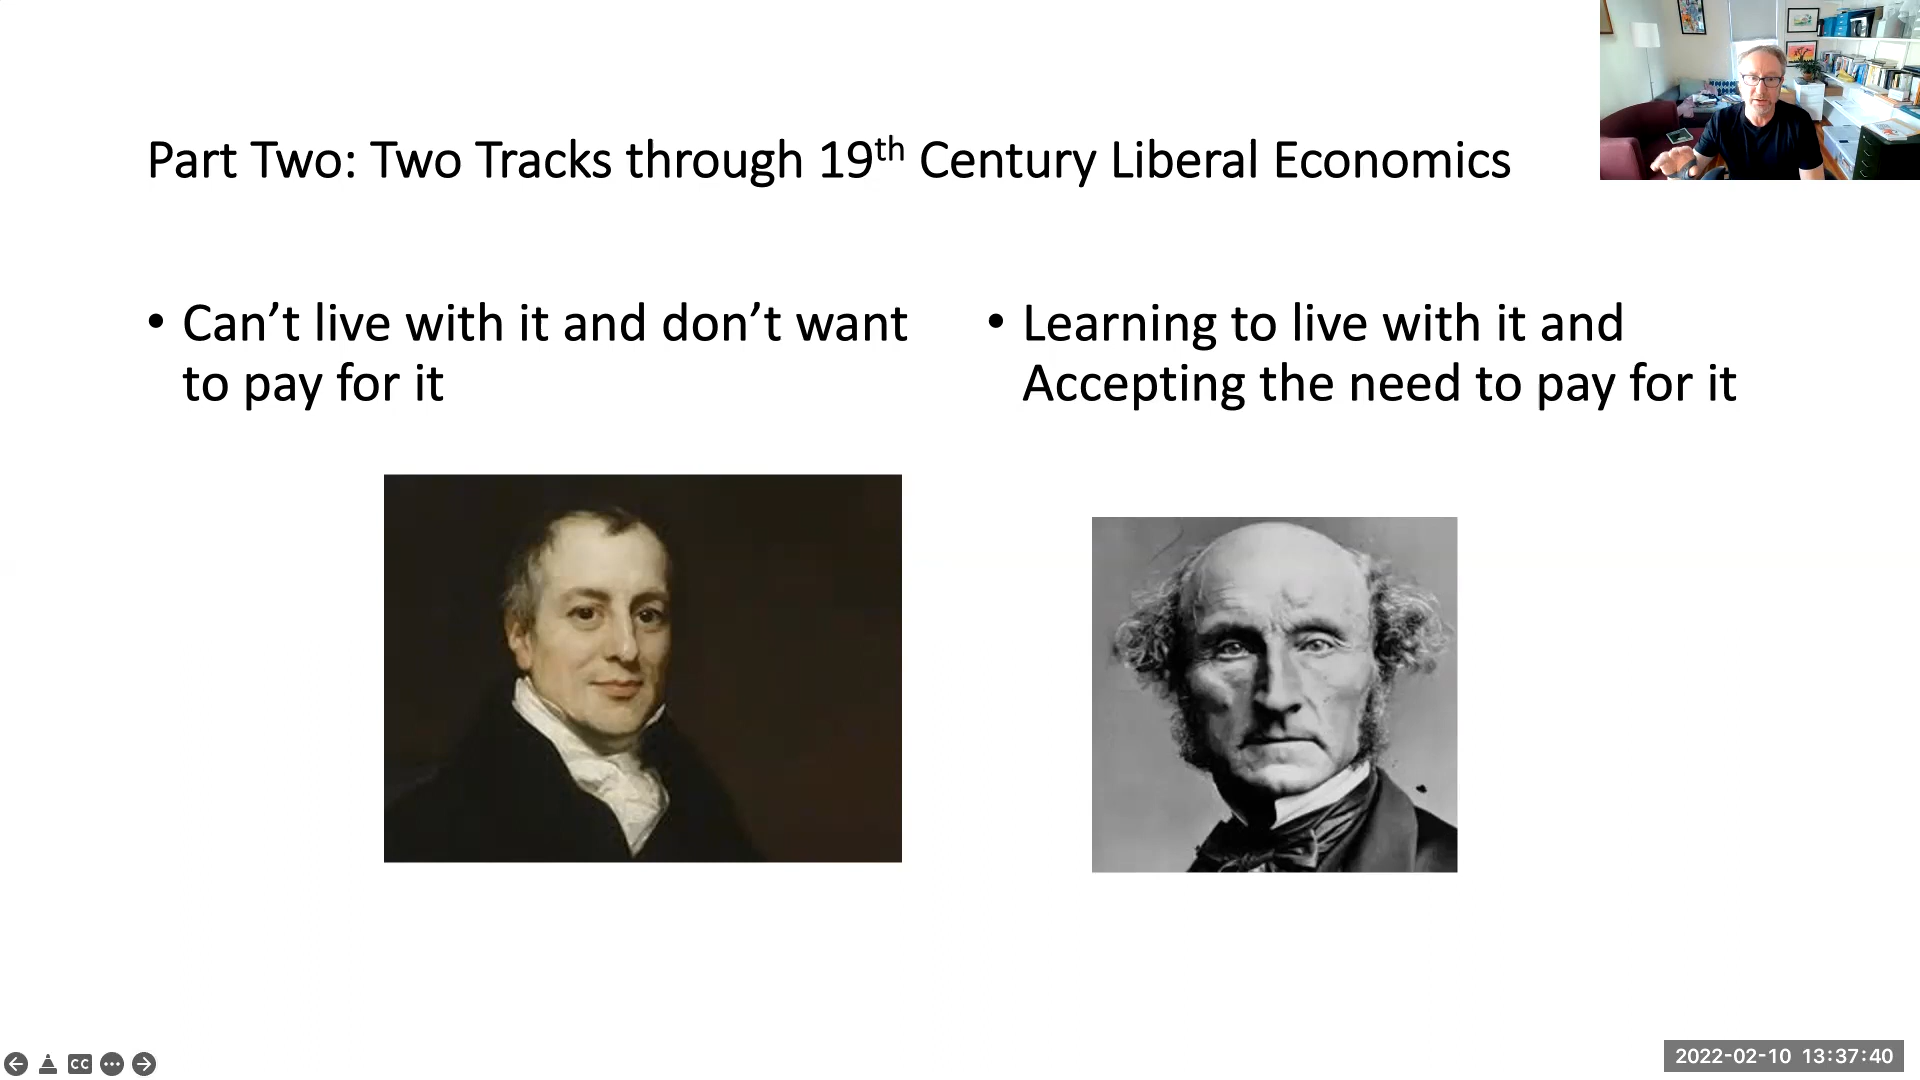 Part Two: Two Tracks through 19th Century Liberal Economics
• Can’t live with it and don’t want
to pay for it
• Learning to live with it and
Accepting the need to pay for it
CC
2022-02-10 13:37:40